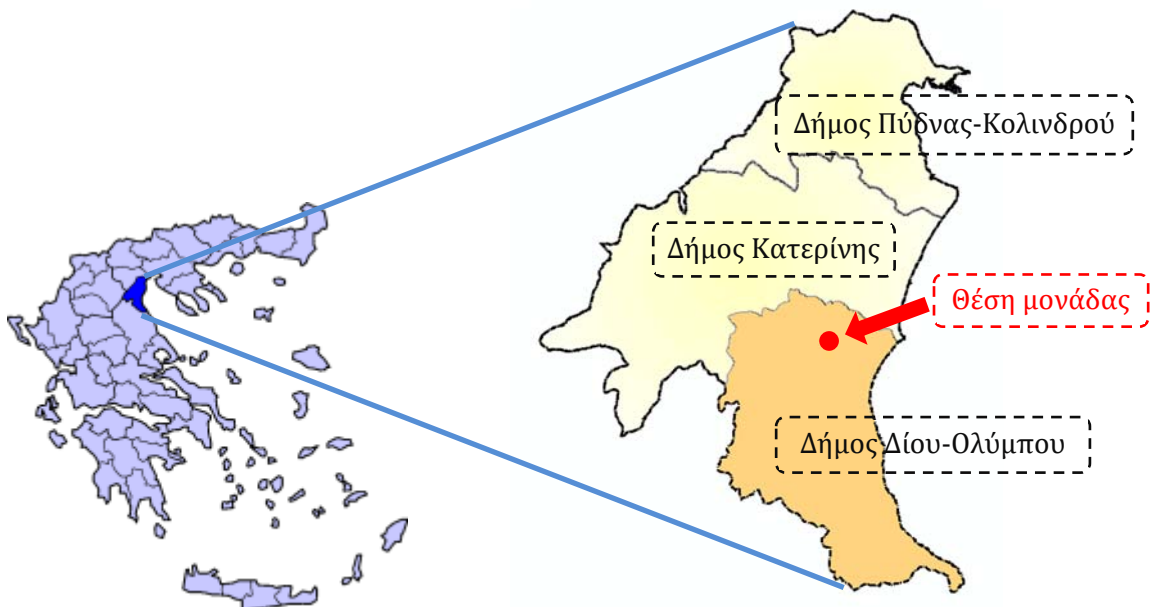 Δήμος Πύδνας-Κολινδρού
Δήμος Κατερίνης
Θέση μονάδας
Δήμος Δίου-Ολύμπου